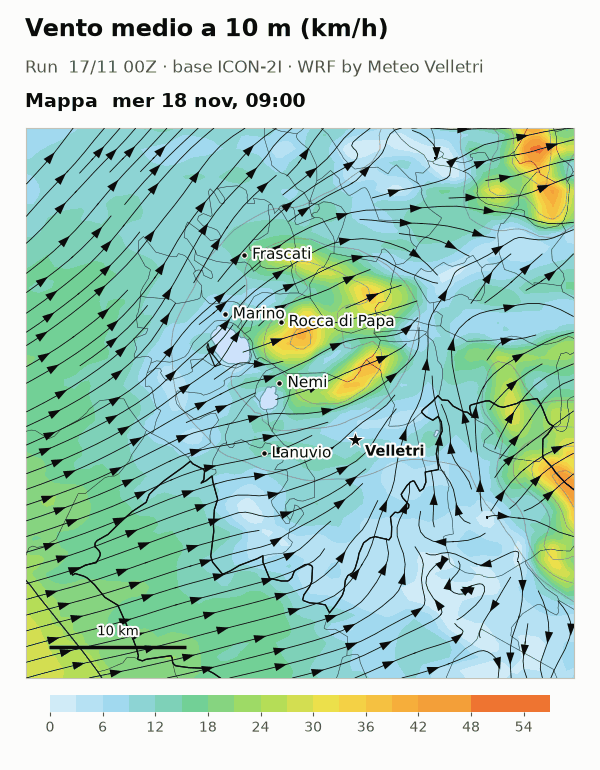 Vento medio a 10 m (km/h)
Run  17/11 00Z · base ICON-2I · WRF by Meteo Velletri
Mappa  mer 18 nov, 09:00
Frascati
Marino
Rocca di Papa
Nemi
Lanuvio
Velletri
10 km
0 6 12 18 24 30 36 42 48 54